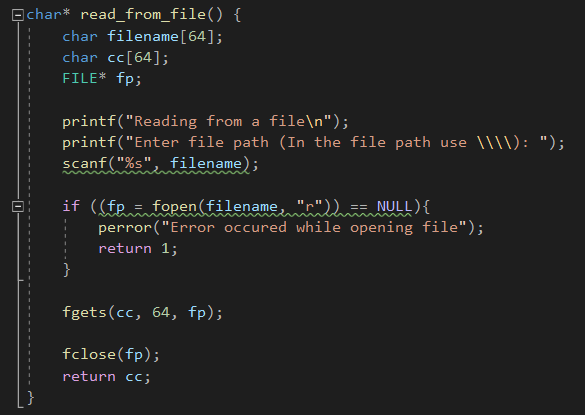 char* read_from_file() {
char filename[64];
char cc[64];
FILE* fp;
printf("Reading from a file\n");
printf("Enter file path (In the file path use \\\\): ");
scanf("%s", filename);
if ((fp = fopen(filename, "r")) == NULL){
perror("Error occured while opening file");
return 1;
}
fgets(cc, 64, fp);
fclose(fp);
return cc;
}